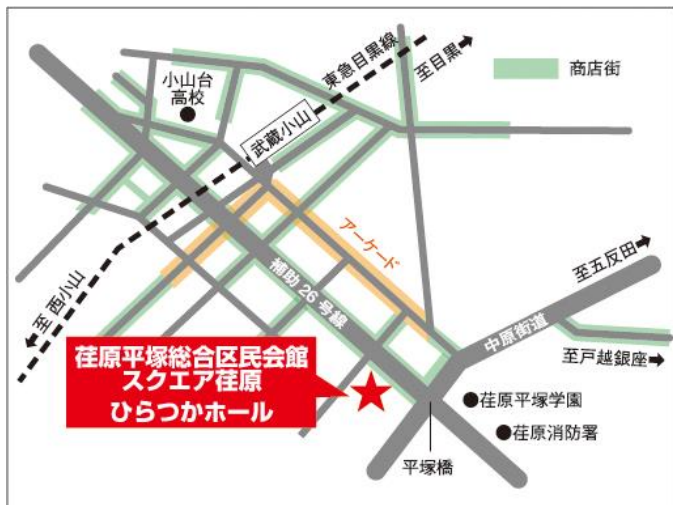 東急目黒線
至目黒
商店街
小山台
高校
武蔵小山
アーケード
至五反田
補助26号線
中原街道
至西小山
至戸越銀座
荏原平塚総合区民会館
スクエア荏原
ひらつかホール
荏原平塚学園
荏原消防署
平塚橋